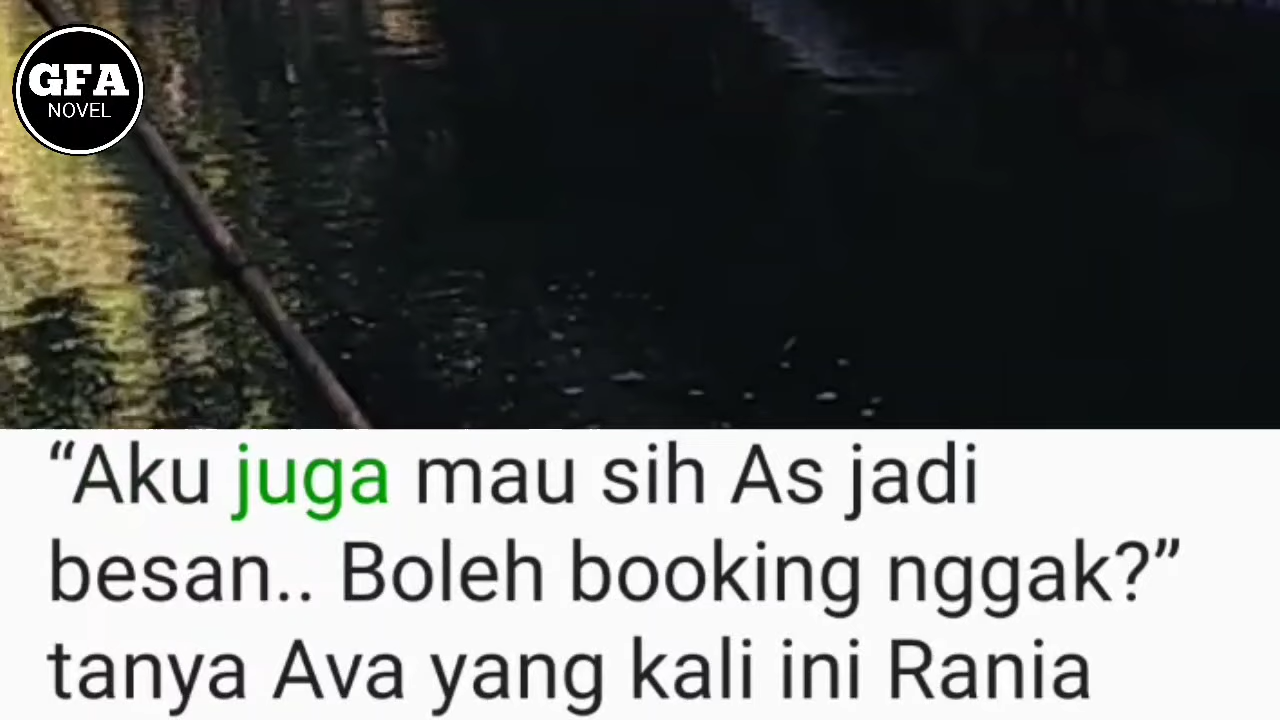 GFA
NOVEL
“Aku juga mau sih As jadi
besan.. Boleh booking nggak?”
tanya Ava yang kali ini Rania